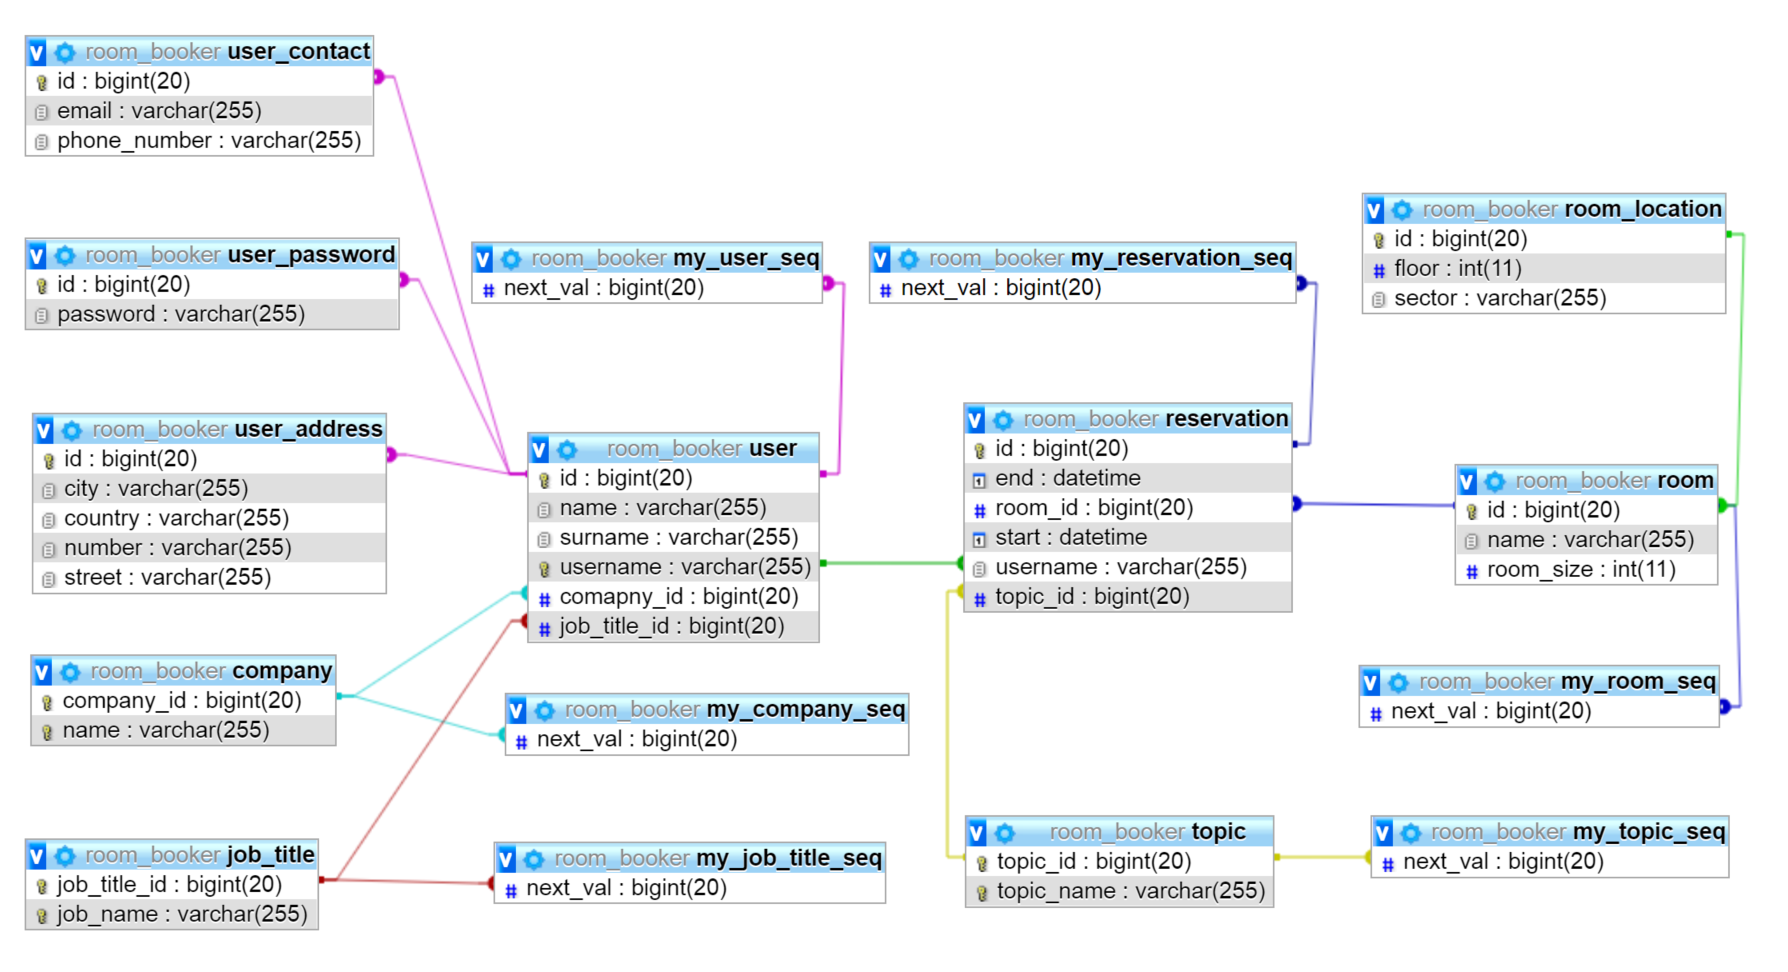 room_booker user_contact
id : bigint(20)
email : varchar(255)
phone_number : varchar(255)
room_booker user_password
id : bigint(20)
password : varchar(255)
room_booker my_user_seq
next_val : bigint(20)
room_booker my_reservation_seq
next_val : bigint(20)
room_booker room_location
id : bigint(20)
floor : int(11)
sector : varchar(255)
room_booker user_address
id : bigint(20)
city : varchar(255)
country : varchar(255)
number : varchar(255)
street : varchar(255)
room_booker user
id : bigint(20)
name : varchar(255)
surname : varchar(255)
username : varchar(255)
comapny_id : bigint(20)
job_title_id : bigint(20)
room_booker reservation
id : bigint(20)
end : datetime
room_id : bigint(20)
start : datetime
username : varchar(255)
topic_id : bigint(20)
room_booker room
id : bigint(20)
name : varchar(255)
room_size : int(11)
room_booker company
company_id : bigint(20)
name : varchar(255)
room_booker my_company_seq
next_val : bigint(20)
room_booker my_room_seq
next_val : bigint(20)
room_booker job_title
job_title_id : bigint(20)
job_name : varchar(255)
room_booker my_job_title_seq
next_val : bigint(20)
room_booker topic
topic_id : bigint(20)
topic_name : varchar(255)
room_booker my_topic_seq
next_val : bigint(20)